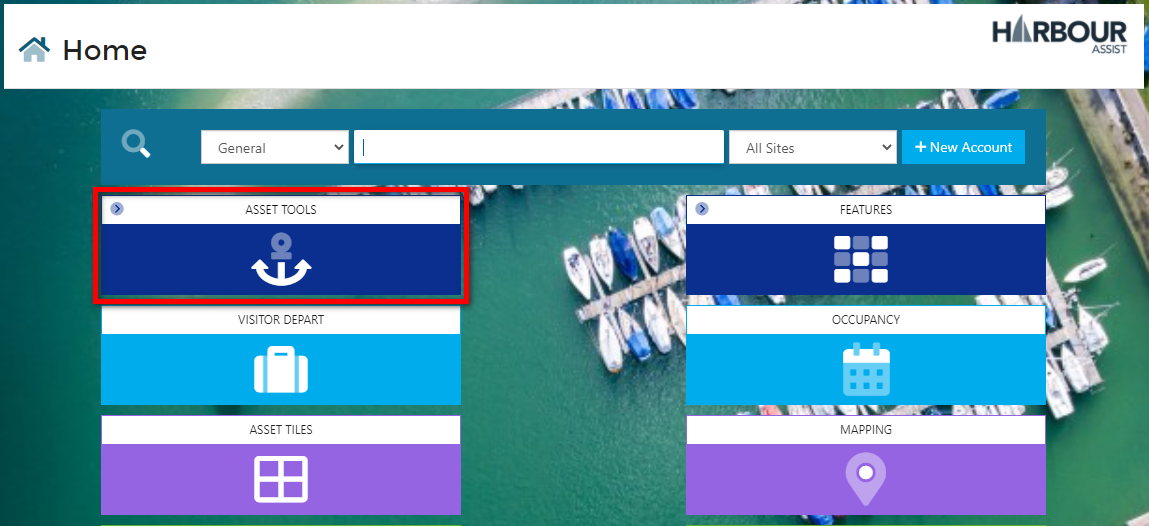 Home
HARBOUR
ASSIST
General
All Sites
+ New Account
ASSET TOOLS
FEATURES
VISITOR DEPART
OCCUPANCY
ASSET TILES
MAPPING